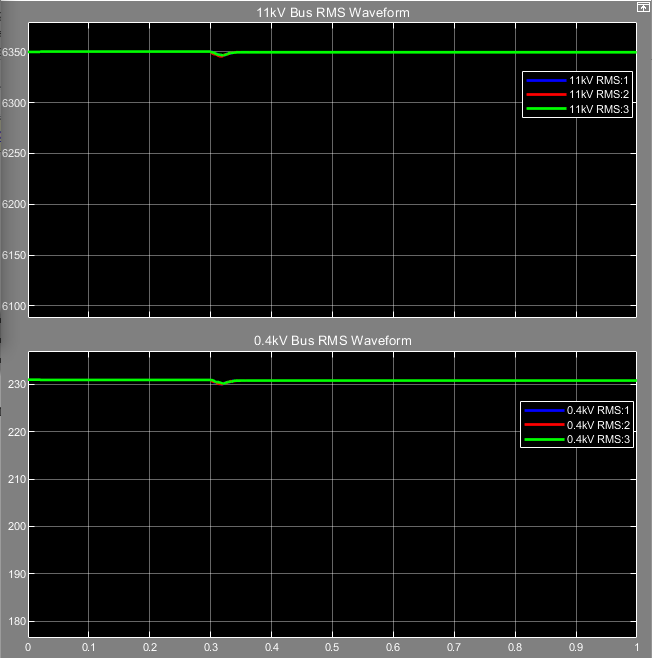 11kV Bus RMS Waveform
6350
6300
6250
6200
6150
6100
11kV RMS:1
11kV RMS:2
11kV RMS:3
0.4kV Bus RMS Waveform
230
220
210
200
190
180
0.4kV RMS:1
0.4kV RMS:2
0.4kV RMS:3
0 0.1 0.2 0.3 0.4 0.5 0.6 0.7 0.8 0.9 1